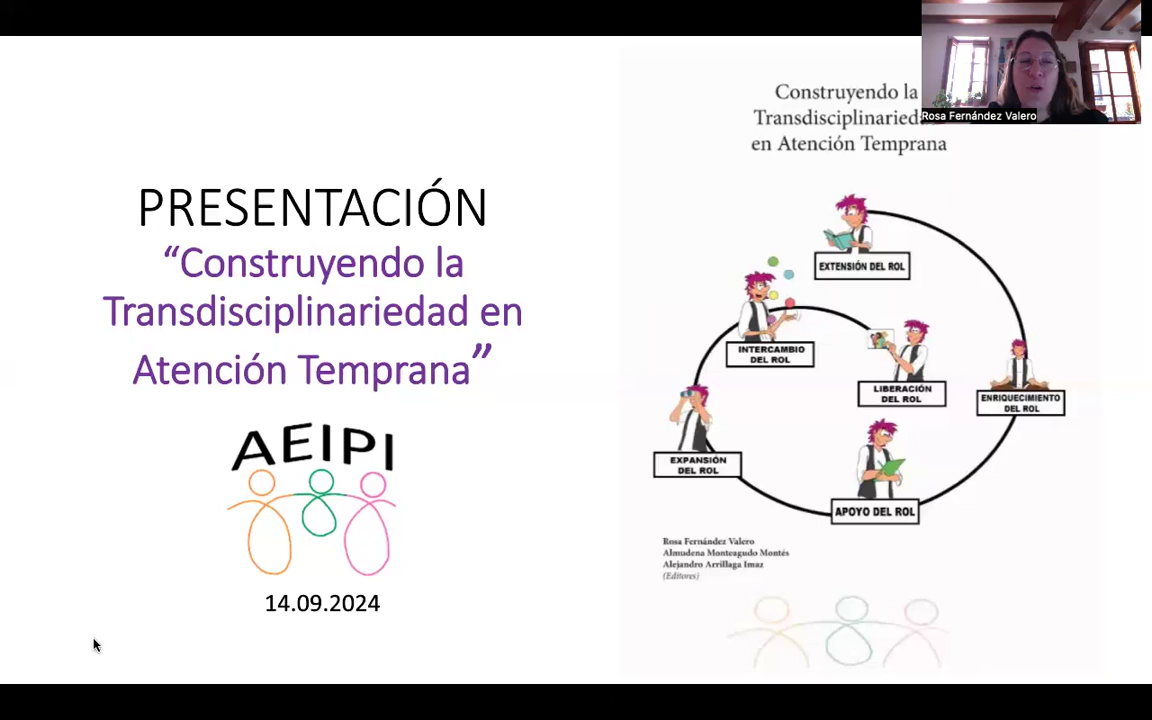 PRESENTACIÓN
“Construyendo la
Transdisciplinariedad en
Atención Temprana”
AEIPI
14.09.2024
Construyendo la
en Atención Temprana
EXTENSIÓN DEL ROL
INTERCAMBIO
DEL ROL
LIBERACIÓN
DEL ROL
ENRIQUECIMIENTO
DEL ROL
EXPANSIÓN
DEL ROL
APOYO DEL ROL
Rosa Fernández Valero
Almudena Monteagudo Montés
Alejandro Arrillaga Imaz
(Editores)
Rosa Fernández Valero